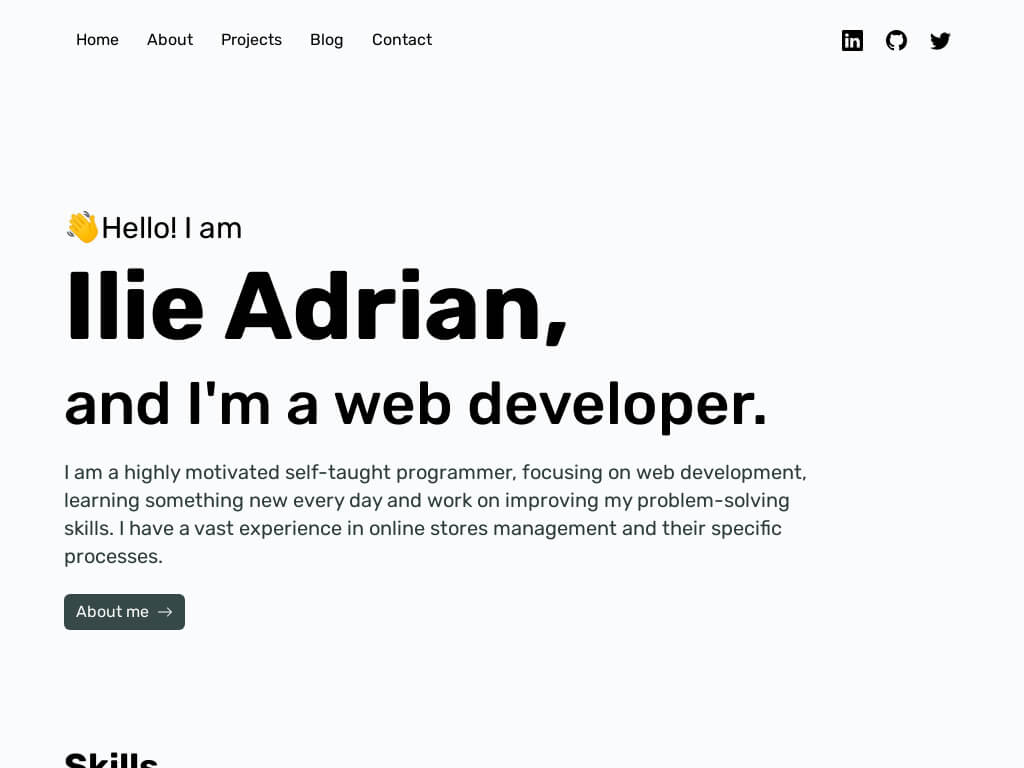 Home About Projects Blog Contact
👋Hello! I am
Ilie Adrian,
and I'm a web developer.
I am a highly motivated self-taught programmer, focusing on web development,
learning something new every day and work on improving my problem-solving
skills. I have a vast experience in online stores management and their specific
processes.
About me →
Skills